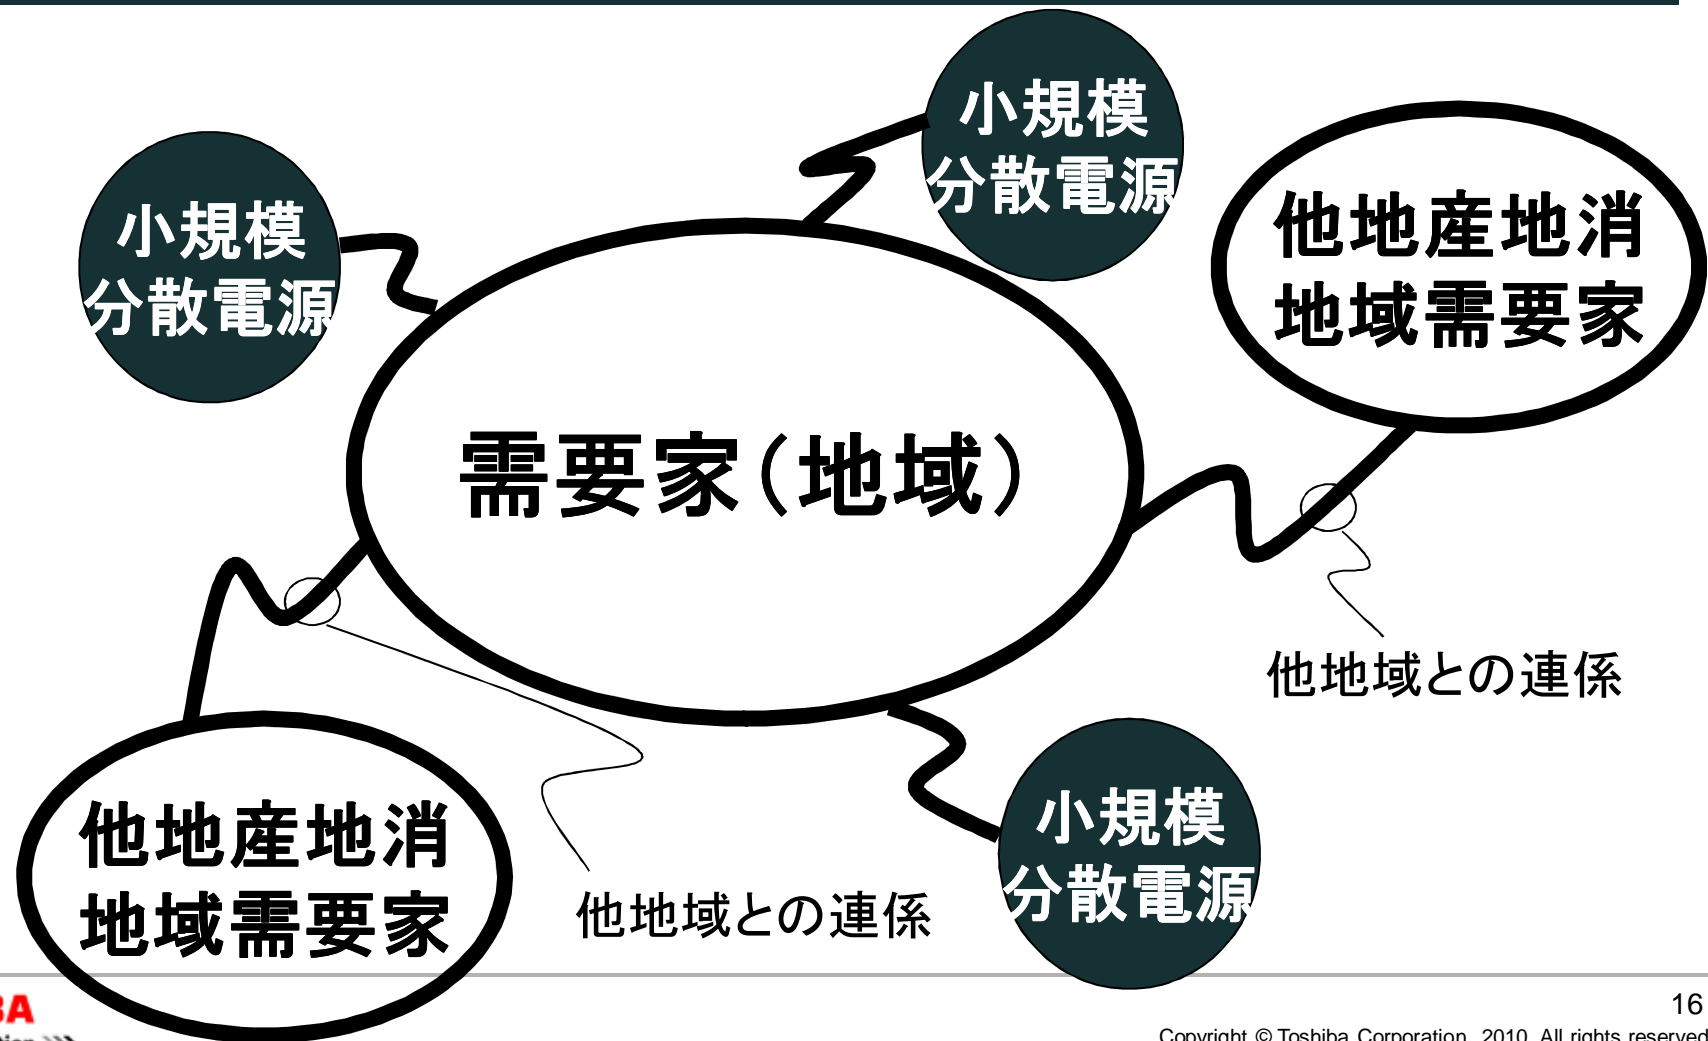 小規模
分散電源
小規模
分散電源
他地産地消
地域需要家
需要家（地域）
他地域との連係
他地産地消
地域需要家
他地域との連係
小規模
分散電源
16
Copyright © Toshiba Corporation, 2010, All rights reserved